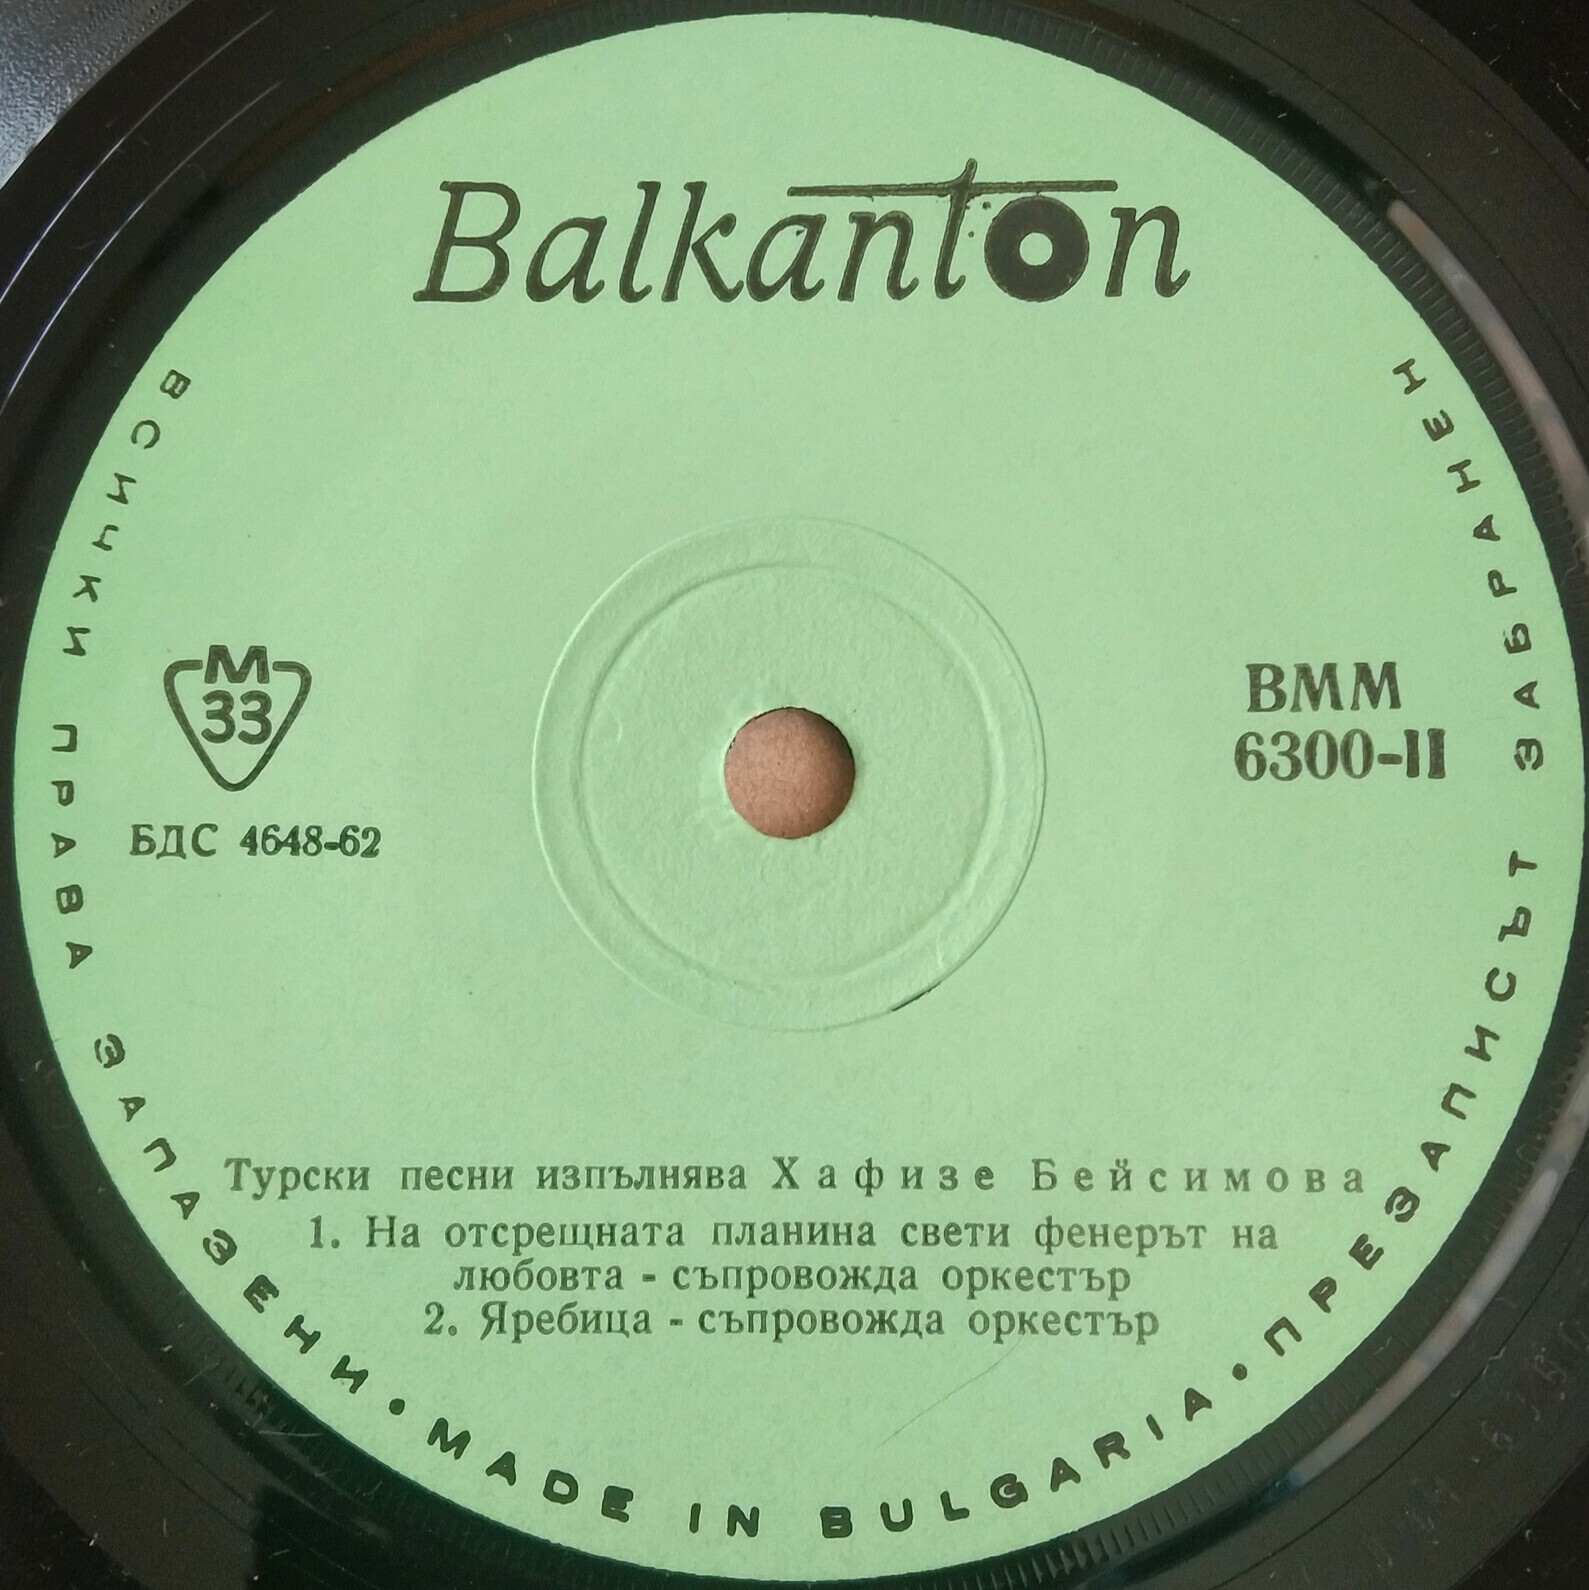 Balkanton
М
33
БДС 4648-62
ВММ
6300-II
Турски песни изпълнява Хафизе Бейсимова
1. На отсрещната планина свети фенерът на
любовта - съпровожда оркестър
2. Яребица - съпровожда оркестър
ВСИЧКИ ПРАВА ЗАПАЗЕНИ • MADE IN BULGARIA • ПРЕЗАПИСЪТ ЗАБРАНЕН